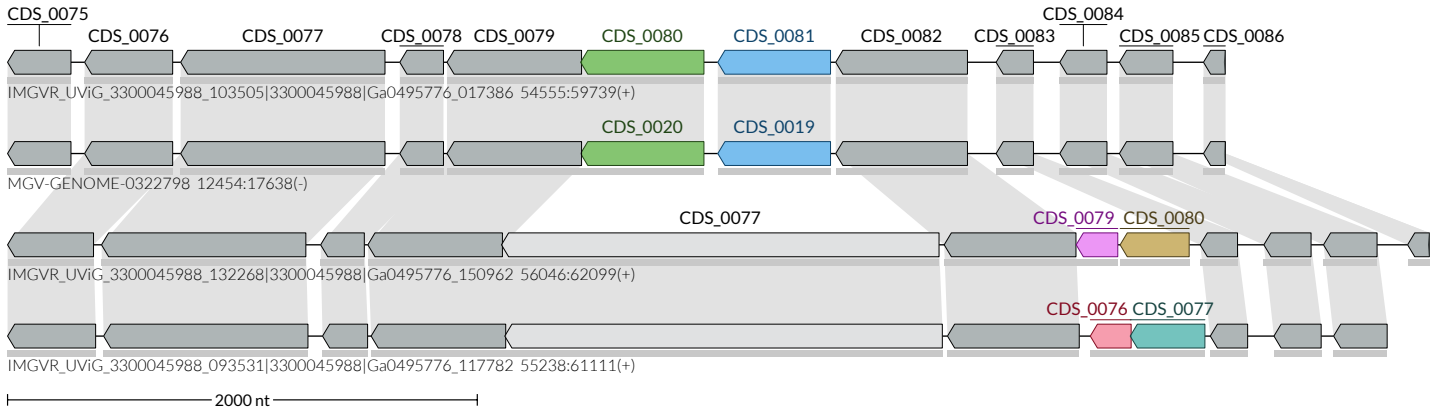 CDS_0075 CDS_0084
CDS_0076 CDS_0077 CDS_0078 CDS_0079 CDS_0080 CDS_0081 CDS_0082 CDS_0083 CDS_0085 CDS_0086
IMGVR_UViG_3300045988_103505|3300045988|Ga0495776_017386 54555:59739(+)
CDS_0020 CDS_0019
MGV-GENOME-0322798 12454:17638(-)
CDS_0077 CDS_0079 CDS_0080
IMGVR_UViG_3300045988_132268|3300045988|Ga0495776_150962 56046:62099(+)
CDS_0076 CDS_0077
IMGVR_UViG_3300045988_093531|3300045988|Ga0495776_117782 55238:61111(+)
2000 nt